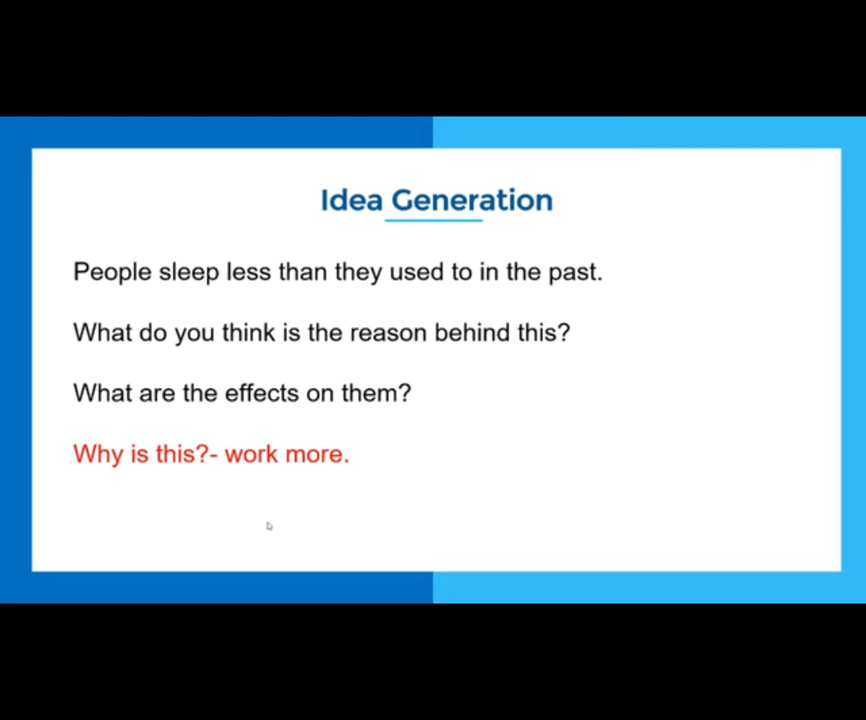 Idea Generation
People sleep less than they used to in the past.
What do you think is the reason behind this?
What are the effects on them?
Why is this?- work more.